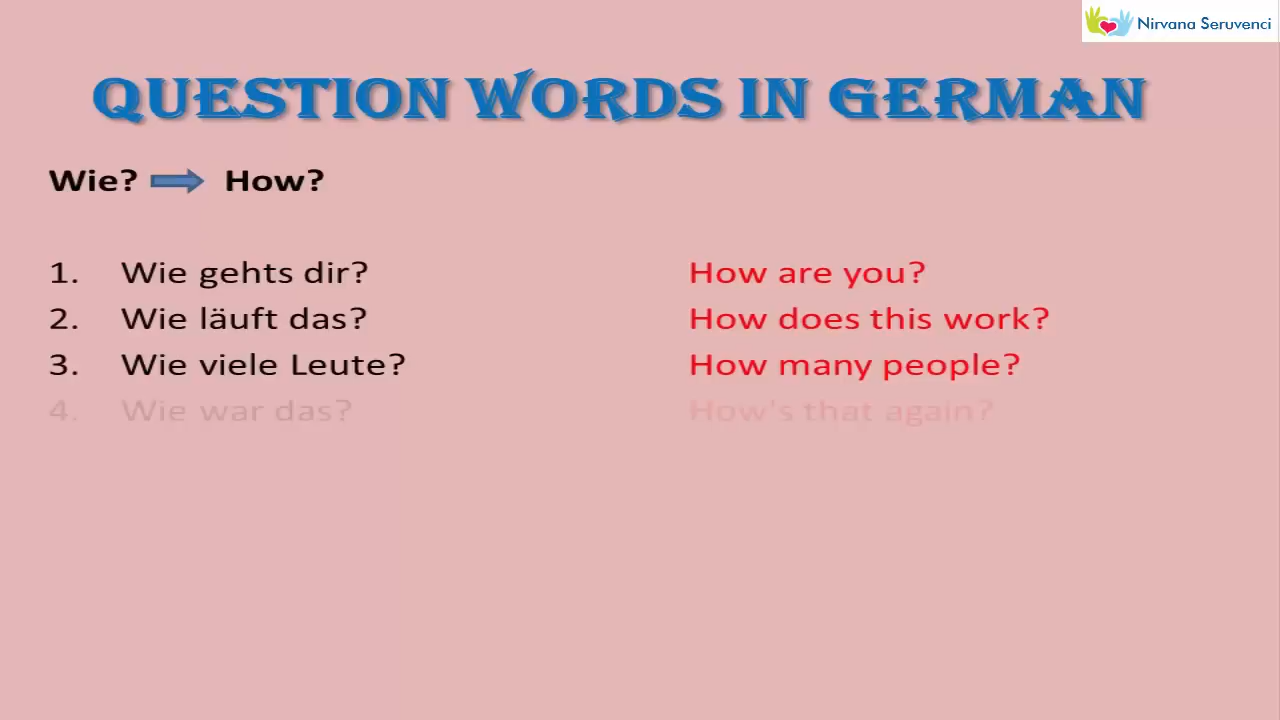 Nirvana Seruvenci
QUESTION WORDS IN GERMAN
Wie? How?
1. Wie gehts dir? How are you?
2. Wie läuft das? How does this work?
3. Wie viele Leute? How many people?
4. Wie war das? How's that again?